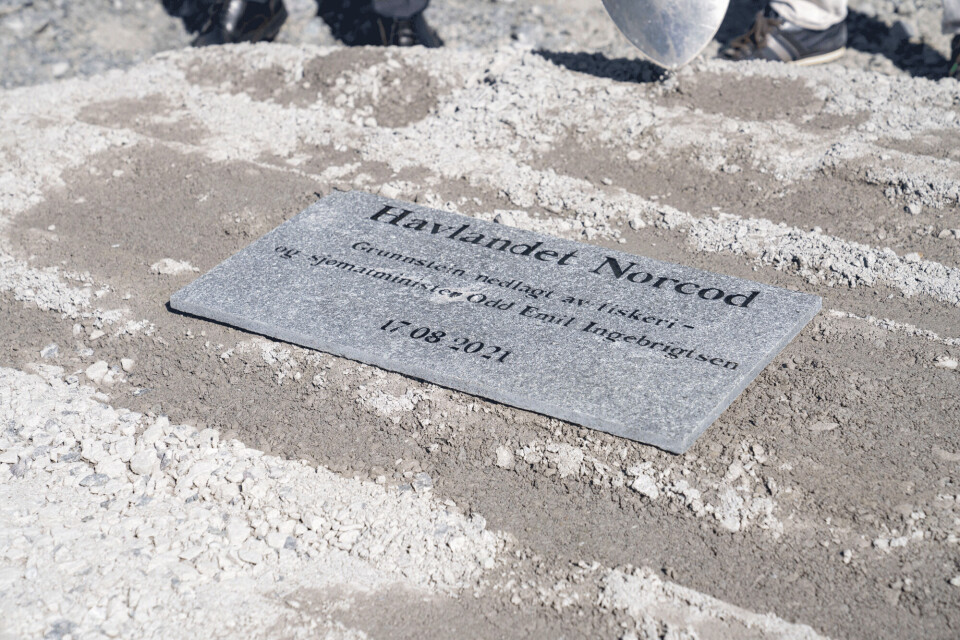 Havlandet Norcod
Grunnstein nedlagt av fiskeri-
og sjømatminister Odd Emil Ingebrigtsen
17 08 2021